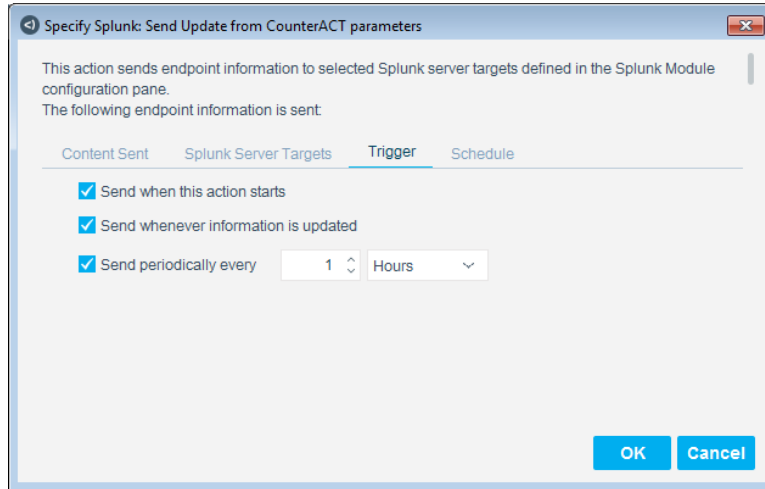 Specify Splunk: Send Update from CounterACT parameters
This action sends endpoint information to selected Splunk server targets defined in the Splunk Module
configuration pane.
The following endpoint information is sent:
Content Sent Splunk Server Targets Trigger Schedule
Send when this action starts
Send whenever information is updated
Send periodically every 1 Hours
OK Cancel